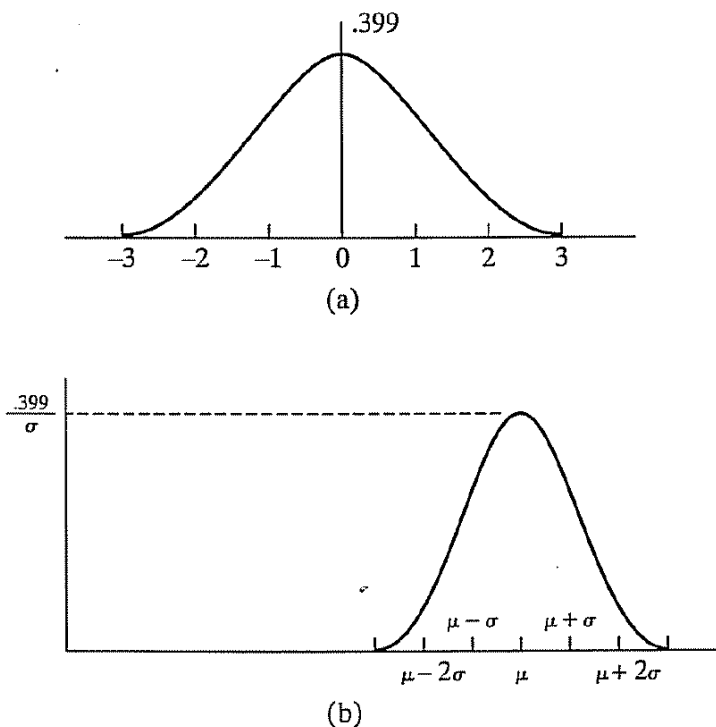 .399
–3 –2 –1 0 1 2 3
(a)
.399
σ
μ – σ μ + σ
μ – 2σ μ μ + 2σ
(b)